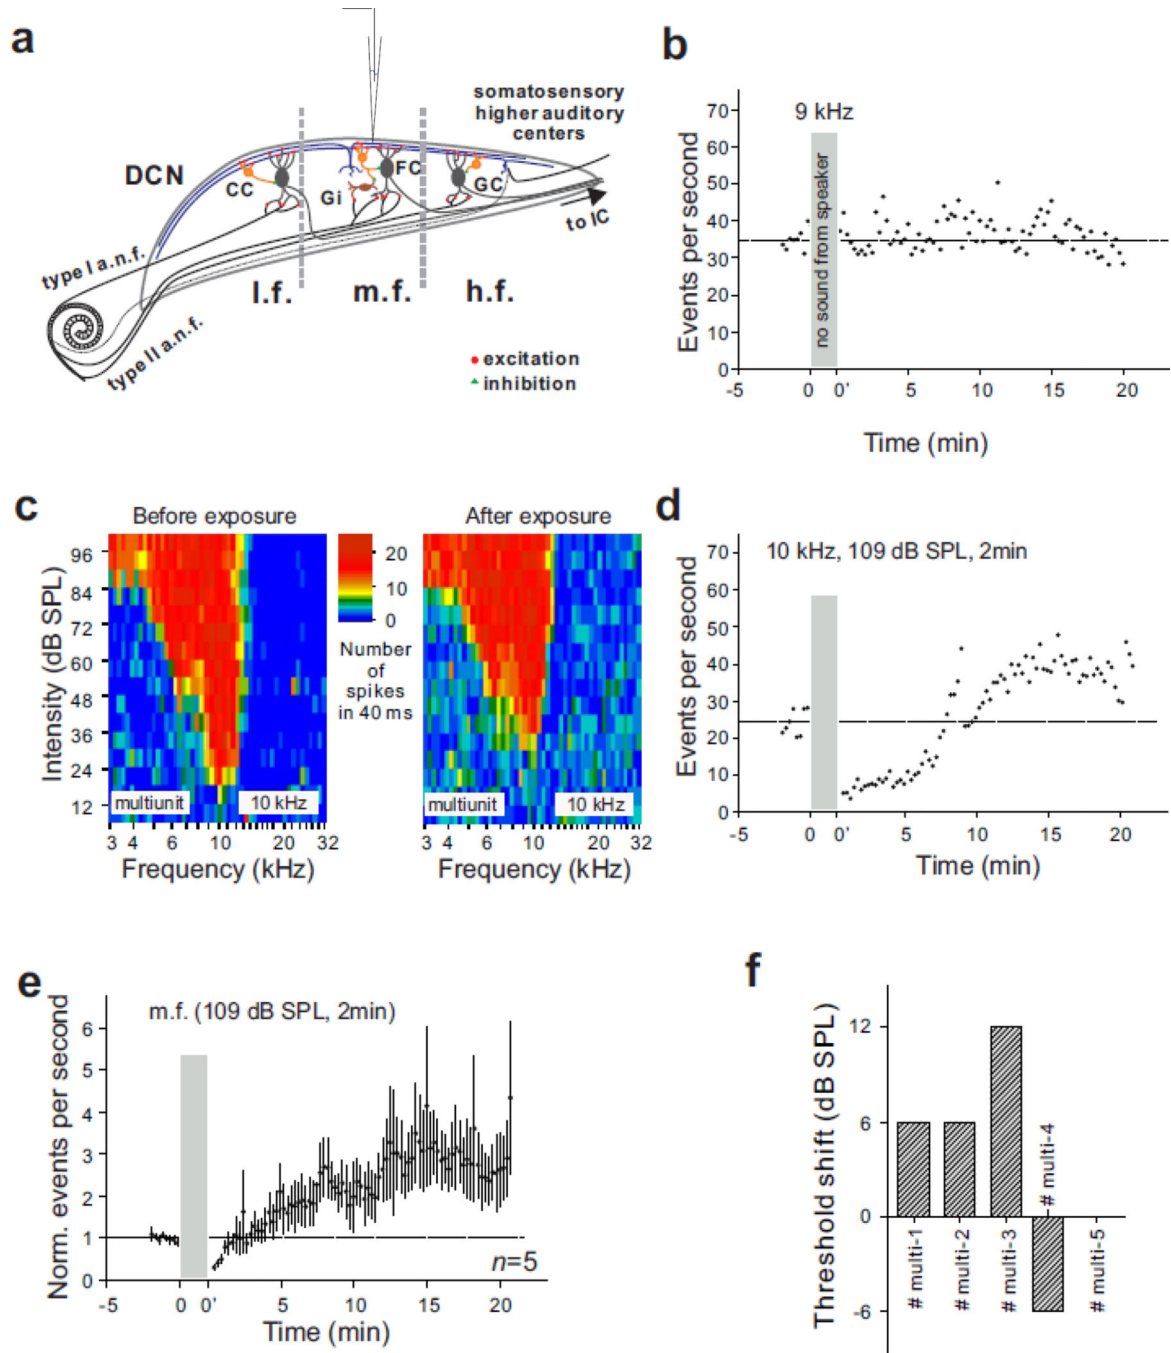 a
somatosensory
higher auditory
centers
DCN
CC
FC
Gi
GC
to IC
type I a.n.f.
type II a.n.f.
l.f.
m.f.
h.f.
excitation
inhibition
b
9 kHz
no sound from speaker
Events per second
70
60
50
40
30
20
10
0
-5
0
0'
5
10
15
20
Time (min)
c
Before exposure
After exposure
Intensity (dB SPL)
96
84
72
60
48
36
24
12
multiunit
10 kHz
3 4 6 10 20 32
Frequency (kHz)
20
10
0
Number
of
spikes
in 40 ms
multiunit
10 kHz
3 4 6 10 20 32
Frequency (kHz)
d
10 kHz, 109 dB SPL, 2min
Events per second
70
60
50
40
30
20
10
0
-5
0
0'
5
10
15
20
Time (min)
e
m.f. (109 dB SPL, 2min)
Norm. events per second
6
5
4
3
2
1
0
n=5
-5
0
0'
5
10
15
20
Time (min)
f
Threshold shift (dB SPL)
12
6
0
-6
# multi-1
# multi-2
# multi-3
# multi-4
# multi-5